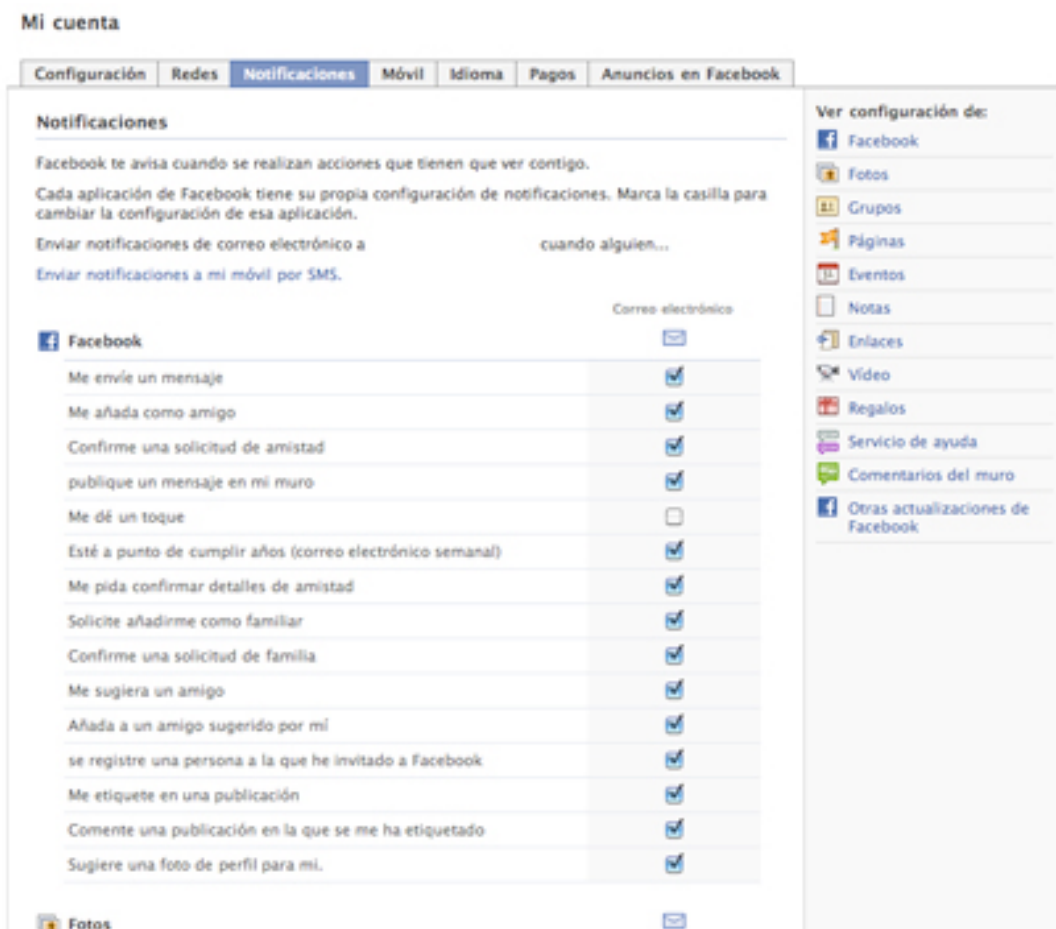 Mi cuenta
Configuración Redes Notificaciones Móvil Idioma Pagos Anuncios en Facebook
Notificaciones
Facebook te avisa cuando se realizan acciones que tienen que ver contigo.
Cada aplicación de Facebook tiene su propia configuración de notificaciones. Marca la casilla para
cambiar la configuración de esa aplicación.
Enviar notificaciones de correo electrónico a cuando alguien...
Enviar notificaciones a mi móvil por SMS.
Correo electrónico
Facebook
Me envíe un mensaje
Me añada como amigo
Confirme una solicitud de amistad
publique un mensaje en mi muro
Me dé un toque
Esté a punto de cumplir años (correo electrónico semanal)
Me pida confirmar detalles de amistad
Solicite añadirme como familiar
Confirme una solicitud de familia
Me sugiera un amigo
Añada a un amigo sugerido por mí
se registre una persona a la que he invitado a Facebook
Me etiquete en una publicación
Comente una publicación en la que se me ha etiquetado
Sugiere una foto de perfil para mi.
Fotos
Ver configuración de:
Facebook
Fotos
Grupos
Páginas
Eventos
Notas
Enlaces
Vídeo
Regalos
Servicio de ayuda
Comentarios del muro
Otras actualizaciones de
Facebook